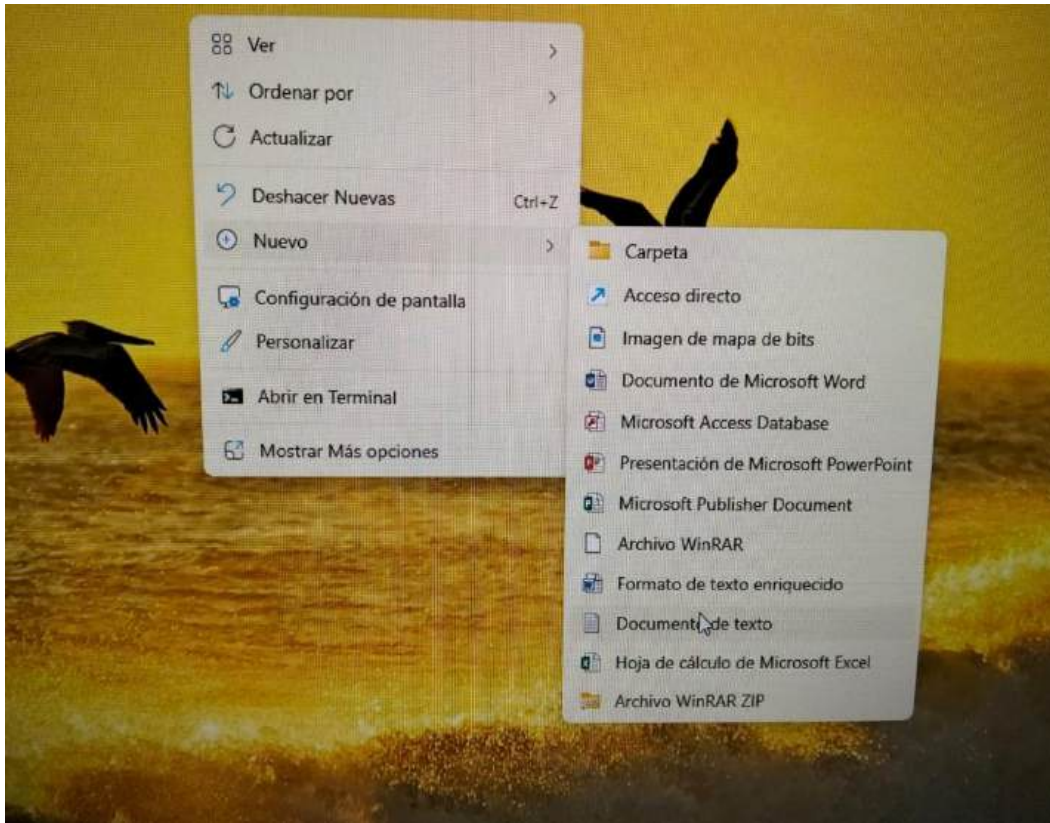 Ver
Ordenar por
Actualizar
Deshacer Nuevas Ctrl+Z
Nuevo
Configuración de pantalla
Personalizar
Abrir en Terminal
Mostrar Más opciones
Carpeta
Acceso directo
Imagen de mapa de bits
Documento de Microsoft Word
Microsoft Access Database
Presentación de Microsoft PowerPoint
Microsoft Publisher Document
Archivo WinRAR
Formato de texto enriquecido
Documento de texto
Hoja de cálculo de Microsoft Excel
Archivo WinRAR ZIP